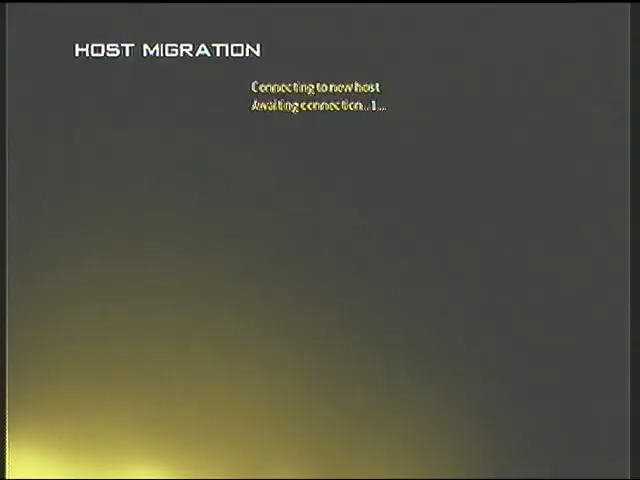 HOST MIGRATION
Connecting to new host
Awaiting connection...1...